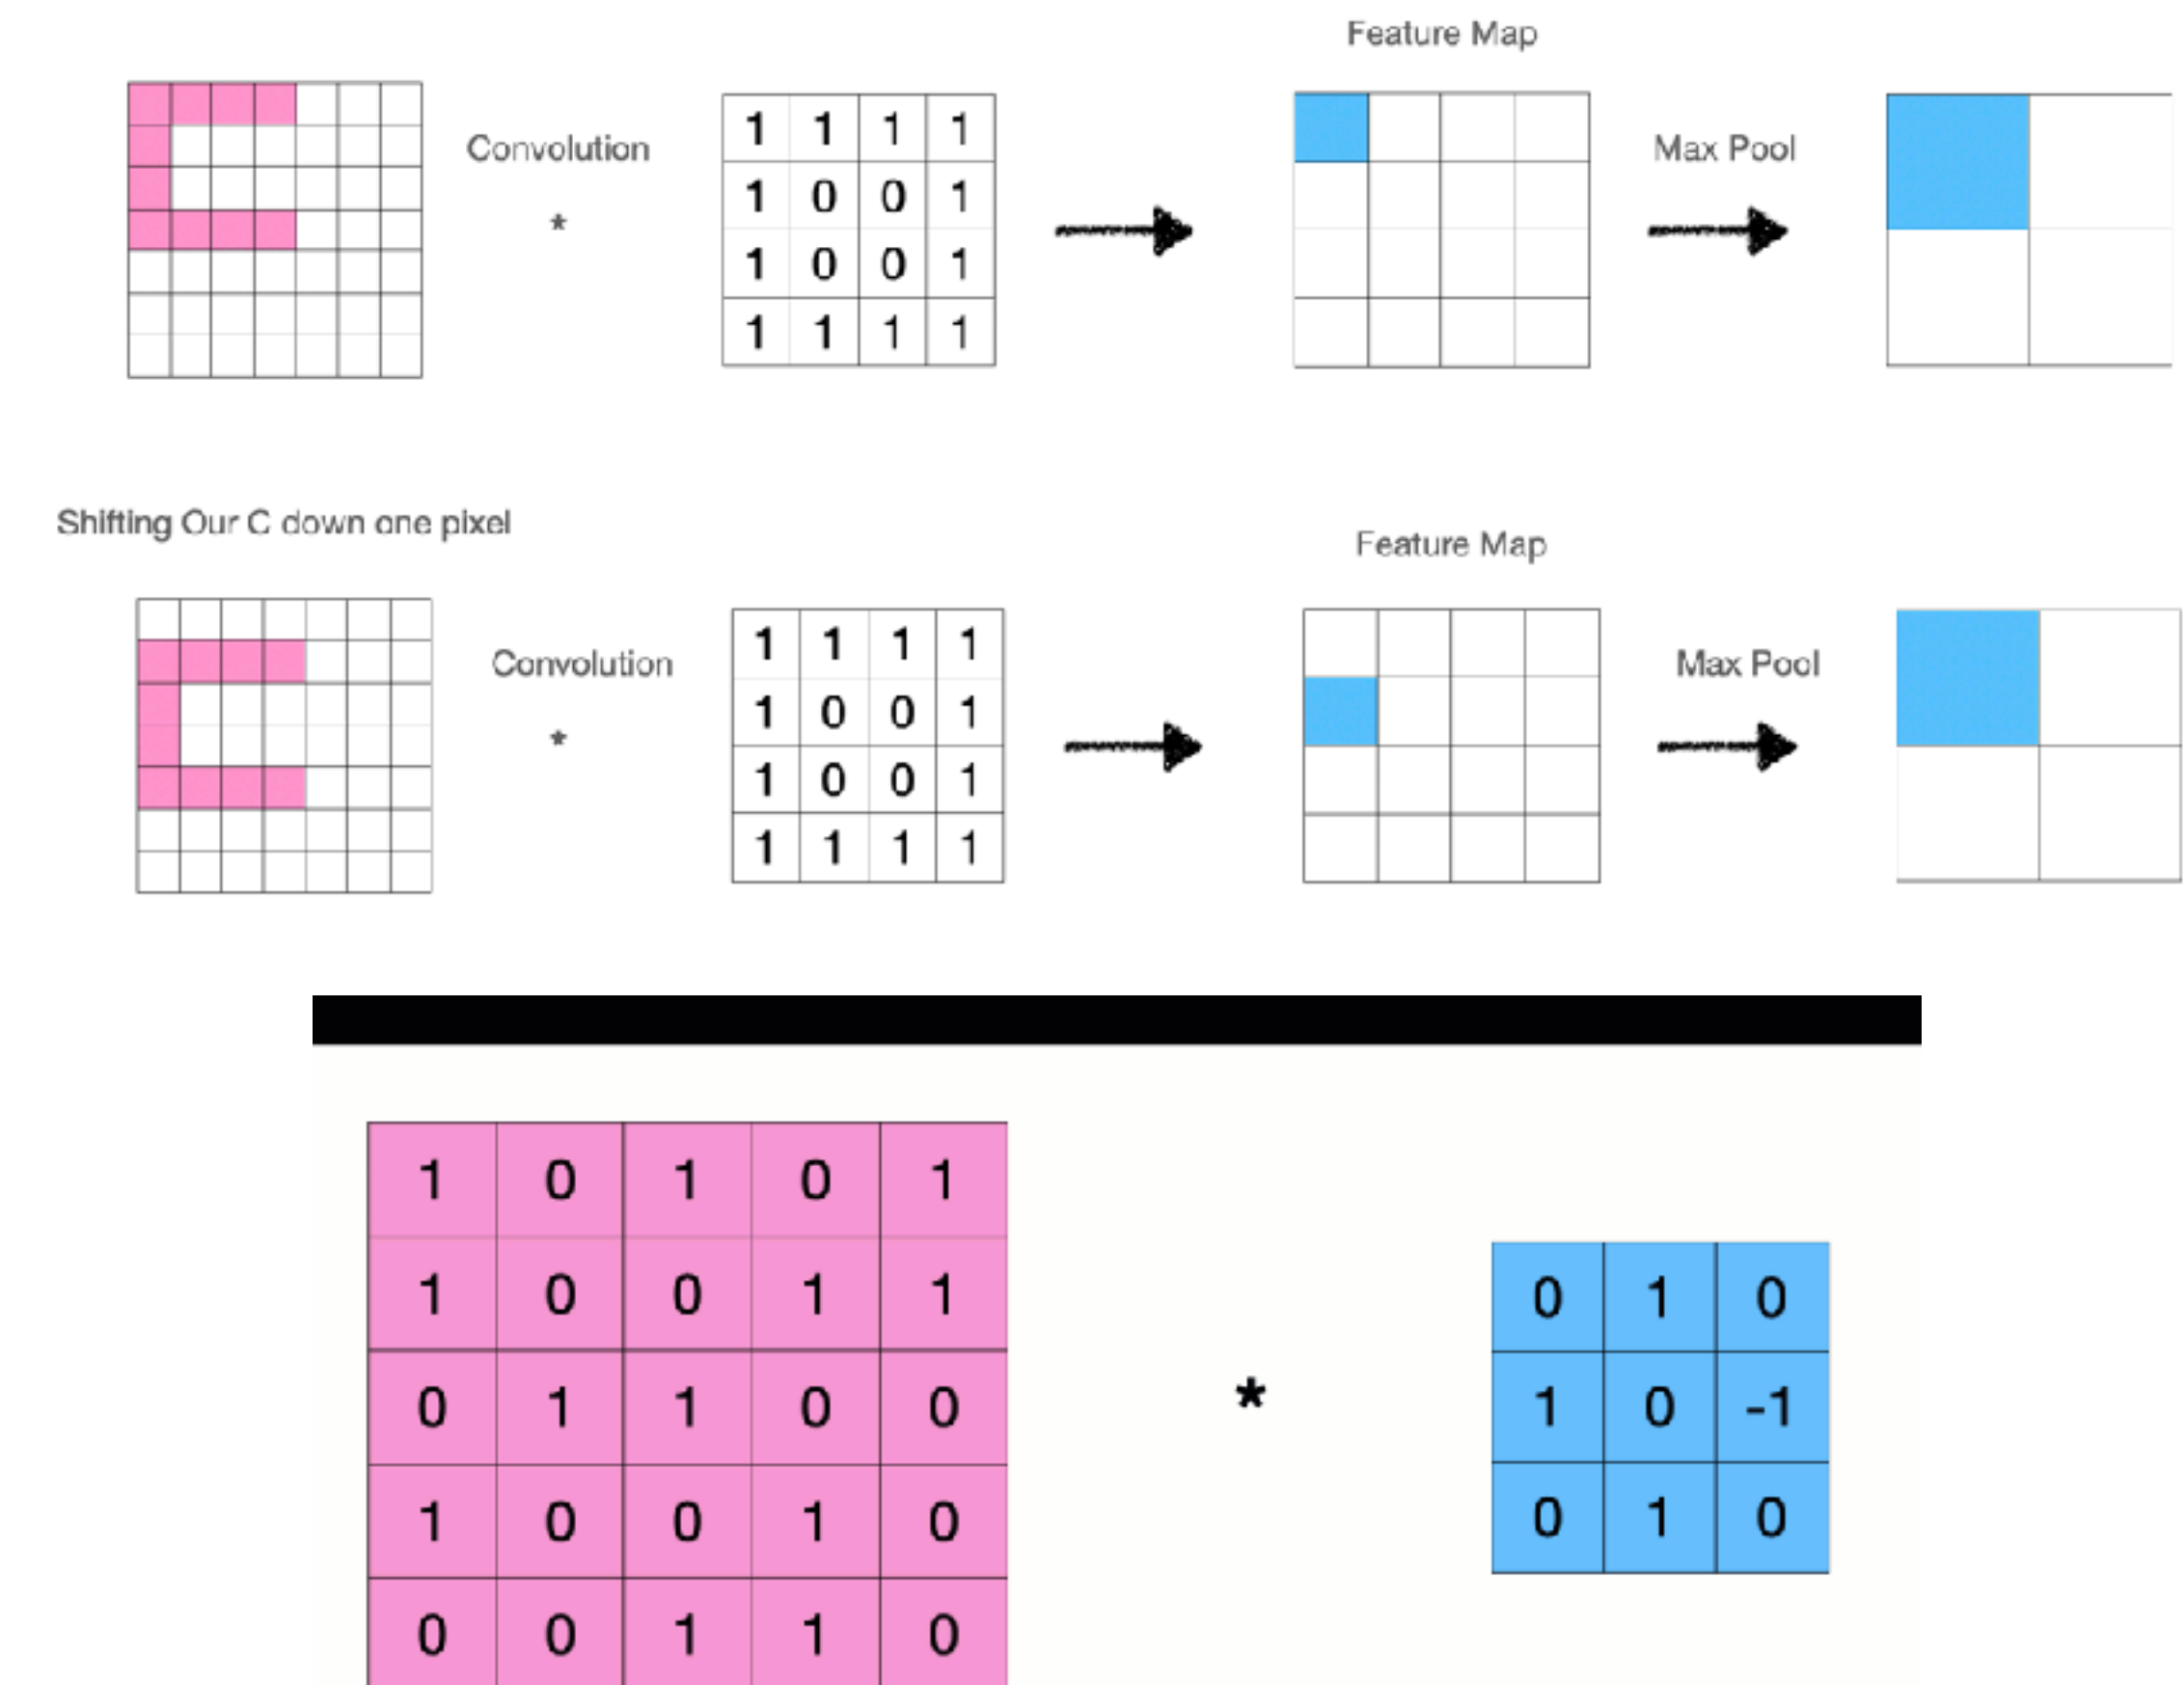 Feature Map
Convolution
*
1 1 1 1
1 0 0 1
1 0 0 1
1 1 1 1
Max Pool
Shifting Our C down one pixel
Feature Map
Convolution
*
1 1 1 1
1 0 0 1
1 0 0 1
1 1 1 1
Max Pool
1 0 1 0 1
1 0 0 1 1
0 1 1 0 0
1 0 0 1 0
0 0 1 1 0
*
0 1 0
1 0 -1
0 1 0